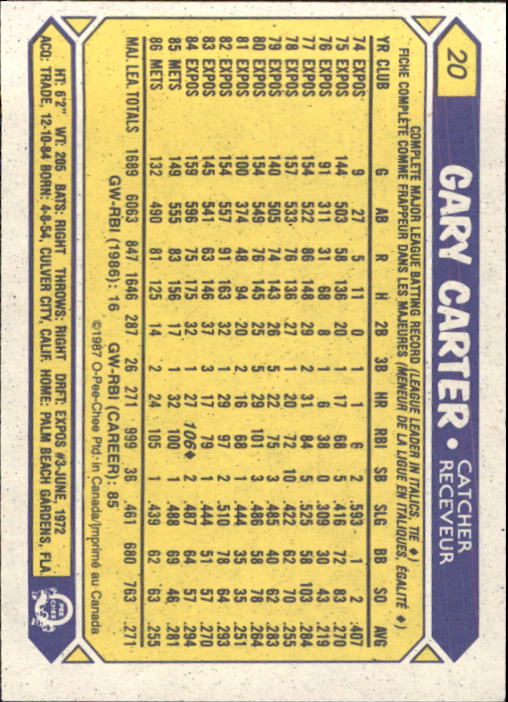 20
GARY CARTER • CATCHER
RECEVEUR
COMPLETE MAJOR LEAGUE BATTING RECORD (LEAGUE LEADER IN ITALICS, TIE ♦)
FICHE COMPLÈTE COMME FRAPPEUR DANS LES MAJEURES (MENEUR DE LA LIGUE EN ITALIQUES, ÉGALITÉ ♦)
YR CLUB G AB R H 2B 3B HR RBI SB SLG BB SO AVG
74 EXPOS 9 27 5 11 0 1 1 6 2 .593 1 2 .407
75 EXPOS 144 503 58 136 20 1 17 68 5 .416 72 83 .270
76 EXPOS 91 311 31 68 8 1 6 38 0 .309 30 43 .219
77 EXPOS 154 522 86 148 29 2 31 84 5 .525 58 103 .284
78 EXPOS 157 533 76 136 27 1 20 72 10 .422 62 70 .255
79 EXPOS 140 505 74 143 26 5 22 75 3 .485 40 62 .283
80 EXPOS 154 549 76 145 25 5 29 101 3 .486 58 78 .264
81 EXPOS 100 374 48 94 20 2 16 68 1 .444 35 35 .251
82 EXPOS 154 557 91 163 32 1 29 97 2 .510 78 64 .293
83 EXPOS 145 541 63 146 37 3 17 79 1 .444 51 57 .270
84 EXPOS 159 596 75 175 32 1 27 106♦ 2 .487 64 57 .294
85 METS 149 555 83 156 17 1 32 100 1 .488 69 46 .281
86 METS 132 490 81 125 14 2 24 105 1 .439 62 63 .255
MAJ. LEA. TOTALS 1689 6063 847 1646 287 26 271 999 36 .461 680 763 .271
GW-RBI (1986): 16 GW-RBI (CAREER): 85
©1987 O-Pee-Chee Ptd. in Canada/Imprimé au Canada
HT: 6'2" WT: 205 BATS: RIGHT THROWS: RIGHT DRFT: EXPOS #3-JUNE, 1972
ACQ: TRADE, 12-10-84 BORN: 4-8-54, CULVER CITY, CALIF. HOME: PALM BEACH GARDENS, FLA
O
PEE
CHEE